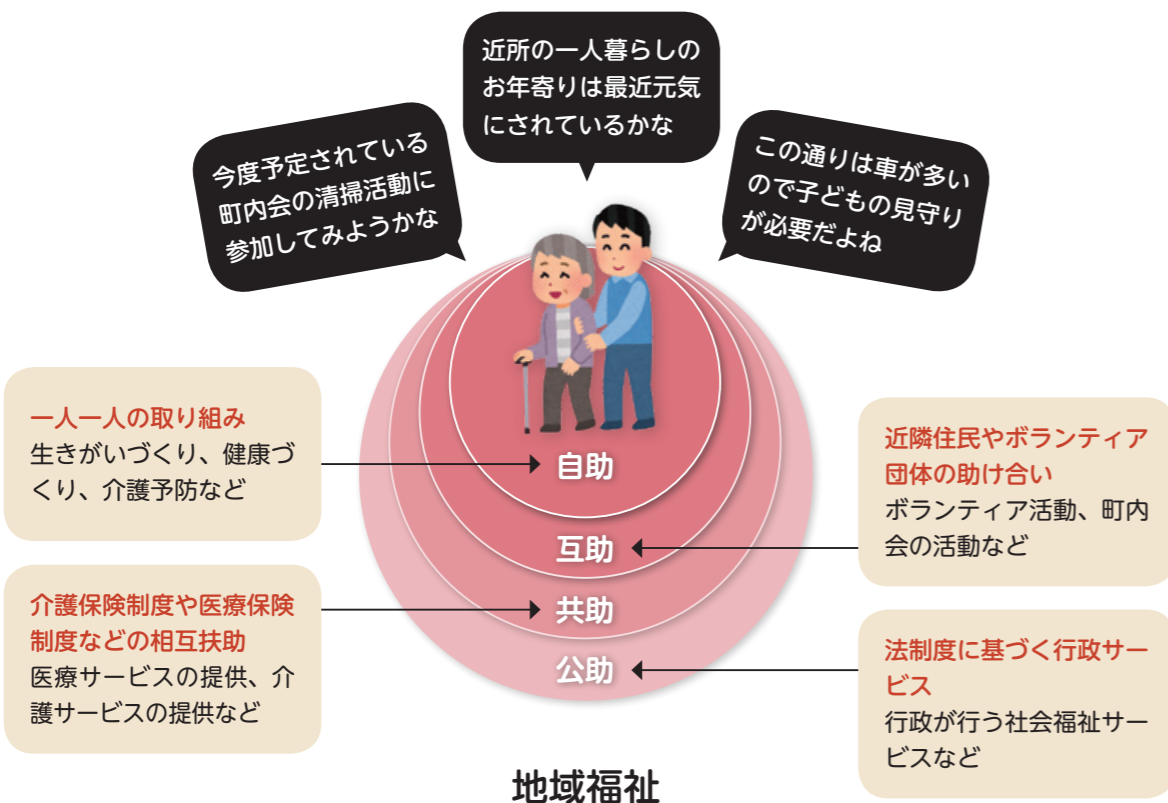 近所の一人暮らしの
お年寄りは最近元気
にされているかな
今度予定されている
町内会の清掃活動に
参加してみようかな
この通りは車が多い
ので子どもの見守り
が必要だよね
一人一人の取り組み
生きがいづくり、健康づ
くり、介護予防など
自助
近隣住民やボランティア
団体の助け合い
ボランティア活動、町内
会の活動など
互助
介護保険制度や医療保険
制度などの相互扶助
医療サービスの提供、介
護サービスの提供など
共助
法制度に基づく行政サー
ビス
行政が行う社会福祉サー
ビスなど
公助
地域福祉